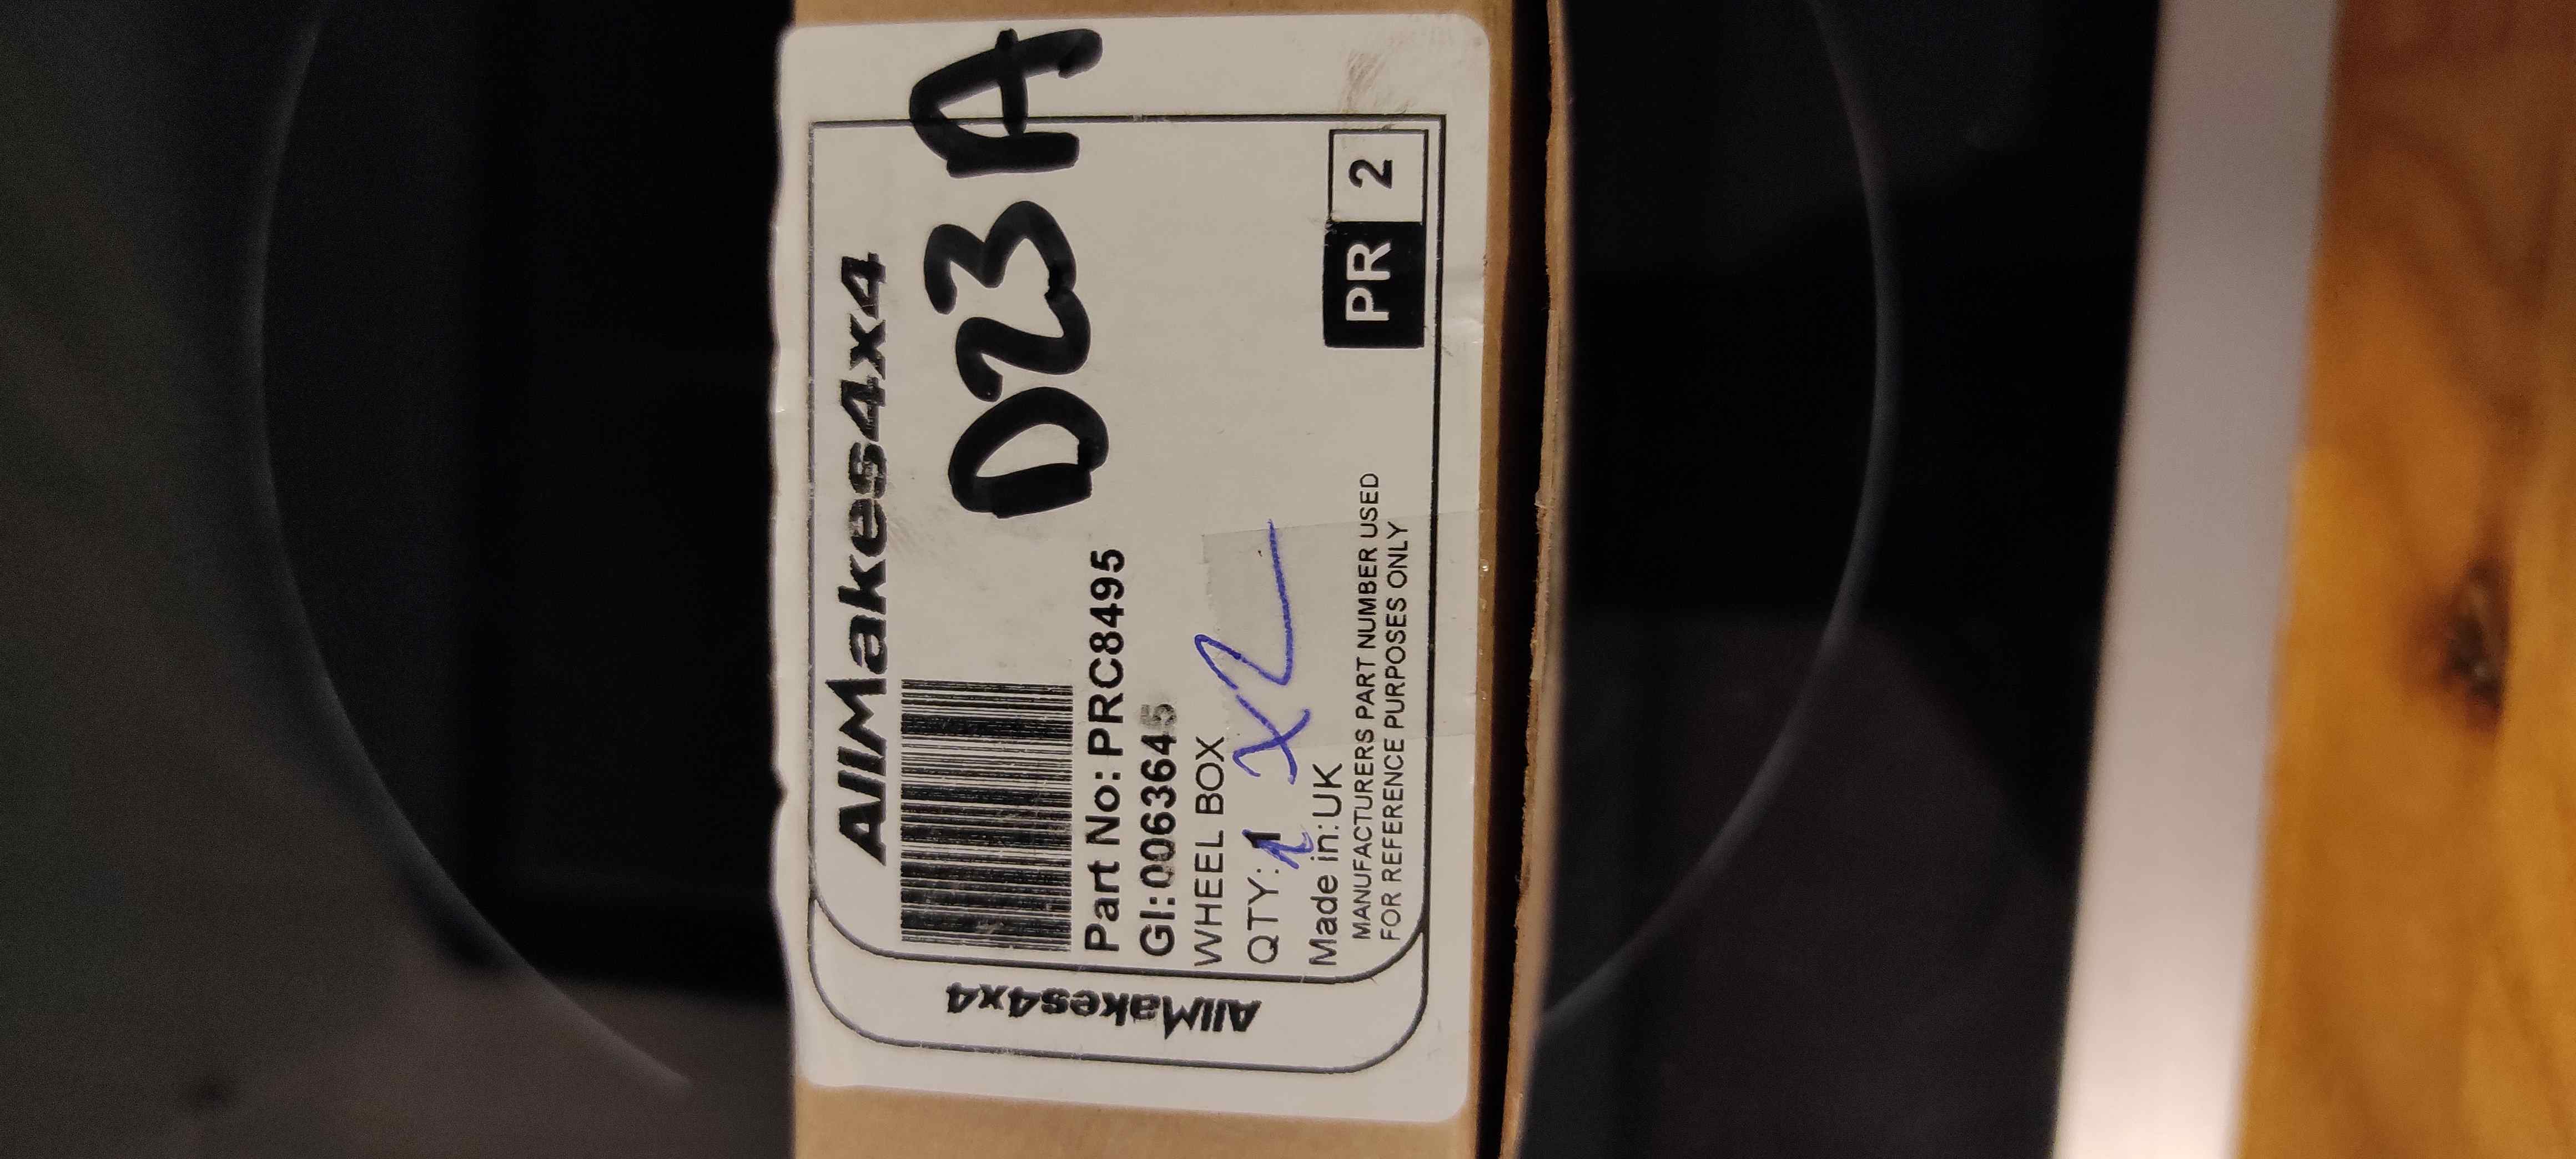 AllMakes4x4
D23A
Part No: PRC8495
GI:0063645
WHEEL BOX
QTY:1 x2
Made in:UK
MANUFACTURERS PART NUMBER USED
FOR REFERENCE PURPOSES ONLY
PR 2
AllMakes4x4